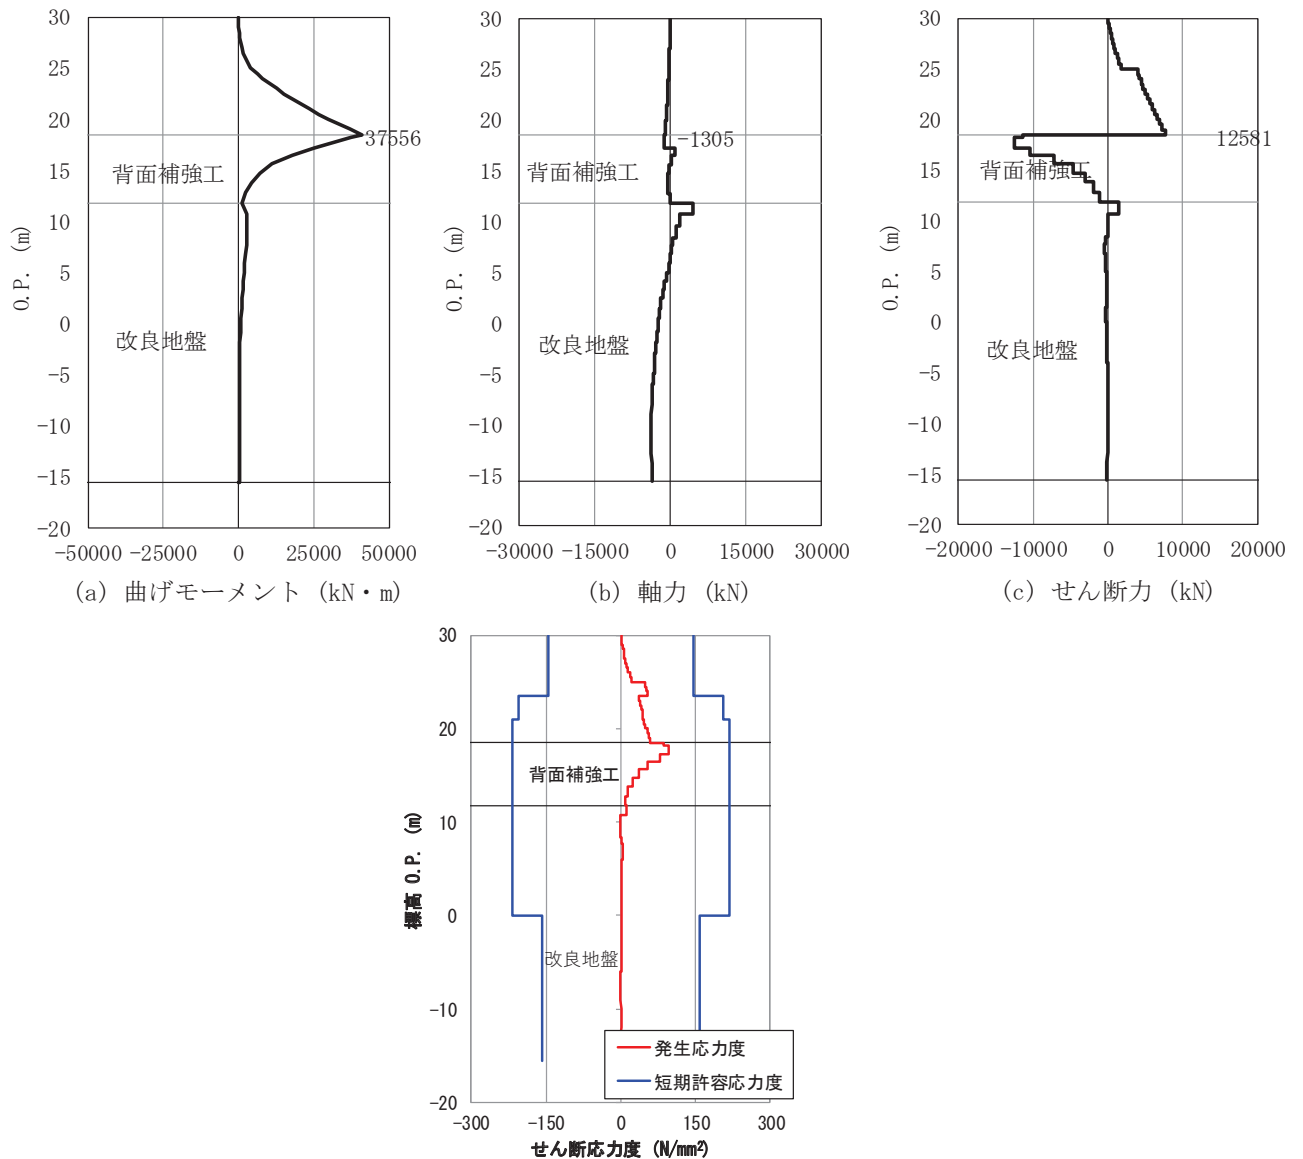 30
25
20
15
10
5
0
−5
−10
−15
−20
O.P. (m)
37556
背面補強工
改良地盤
−50000 −25000 0 25000 50000
(a) 曲げモーメント (kN・m)
30
25
20
15
10
5
0
−5
−10
−15
−20
O.P. (m)
−1305
背面補強工
改良地盤
−30000 −15000 0 15000 30000
(b) 軸力 (kN)
30
25
20
15
10
5
0
−5
−10
−15
−20
O.P. (m)
12581
背面補強工
改良地盤
−20000 −10000 0 10000 20000
(c) せん断力 (kN)
30
20
10
0
-10
-20
標高 O.P. (m)
背面補強工
改良地盤
発生応力度
短期許容応力度
-300 -150 0 150 300
せん断応力度 (N/mm²)